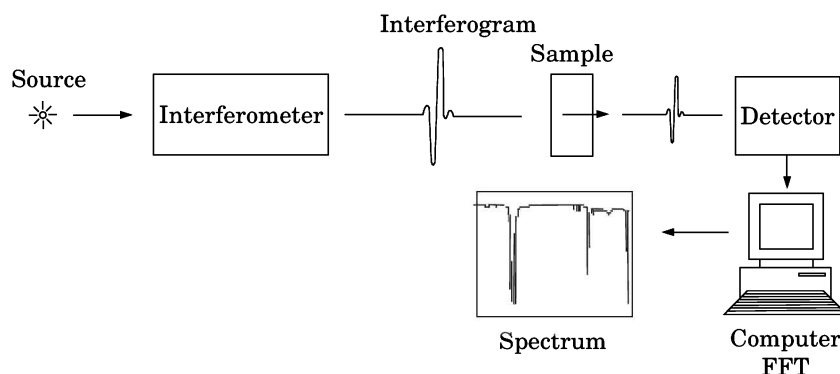 Interferogram
Sample
Source
Interferometer
Detector
Spectrum
Computer
FFT